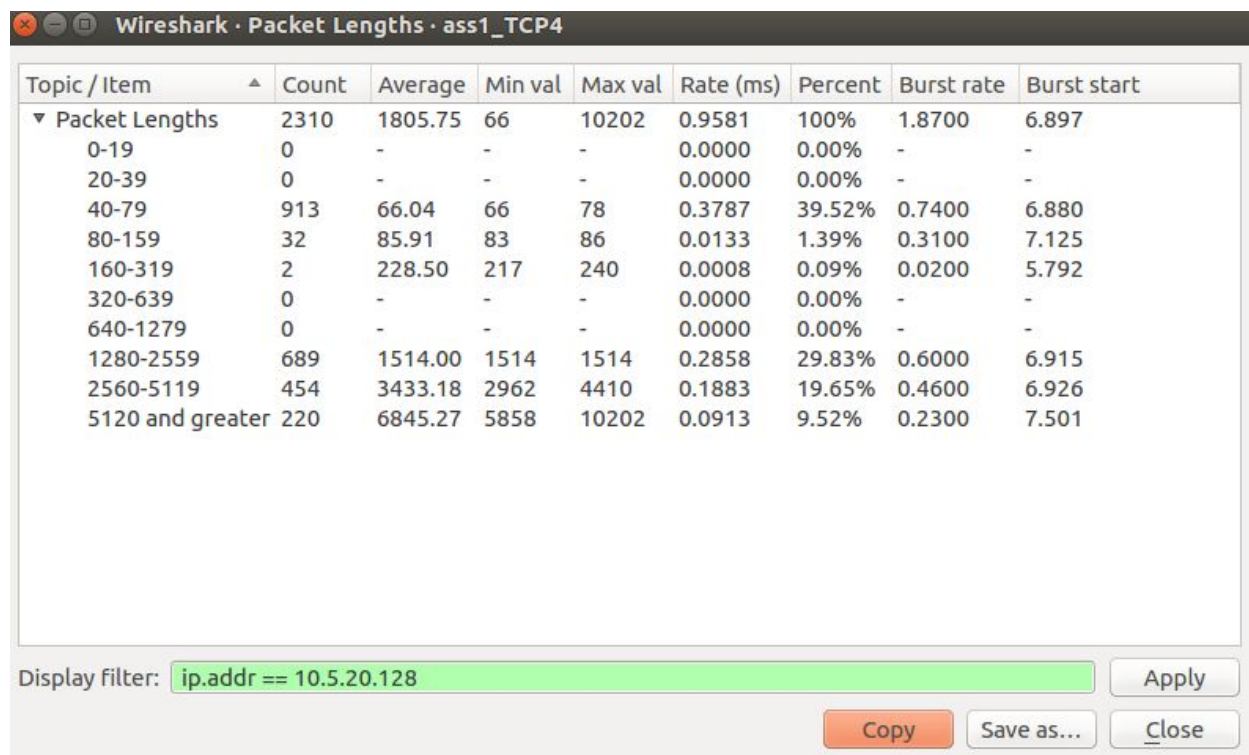 Wireshark · Packet Lengths · ass1_TCP4
Topic / Item Count Average Min val Max val Rate (ms) Percent Burst rate Burst start
Packet Lengths 2310 1805.75 66 10202 0.9581 100% 1.8700 6.897
0-19 0 - - - 0.0000 0.00% - -
20-39 0 - - - 0.0000 0.00% - -
40-79 913 66.04 66 78 0.3787 39.52% 0.7400 6.880
80-159 32 85.91 83 86 0.0133 1.39% 0.3100 7.125
160-319 2 228.50 217 240 0.0008 0.09% 0.0200 5.792
320-639 0 - - - 0.0000 0.00% - -
640-1279 0 - - - 0.0000 0.00% - -
1280-2559 689 1514.00 1514 1514 0.2858 29.83% 0.6000 6.915
2560-5119 454 3433.18 2962 4410 0.1883 19.65% 0.4600 6.926
5120 and greater 220 6845.27 5858 10202 0.0913 9.52% 0.2300 7.501
Display filter: ip.addr == 10.5.20.128 Apply
Copy Save as... Close